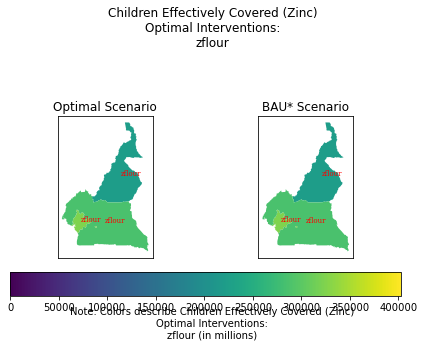 Children Effectively Covered (Zinc)
Optimal Interventions:
zflour
Optimal Scenario
BAU* Scenario
zflour
zflour
zflour
zflour
zflour
zflour
0 50000 100000 150000 200000 250000 300000 350000 400000
Note: Colors describe Children Effectively Covered (Zinc)
Optimal Interventions:
zflour (in millions)